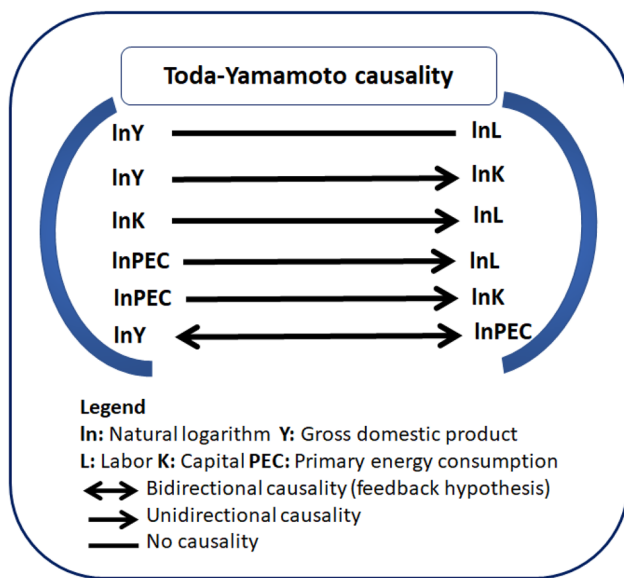 Toda-Yamamoto causality
lnY lnL
lnY lnK
lnK lnL
lnPEC lnL
lnPEC lnK
lnY lnPEC
Legend
ln: Natural logarithm Y: Gross domestic product
L: Labor K: Capital PEC: Primary energy consumption
Bidirectional causality (feedback hypothesis)
Unidirectional causality
No causality